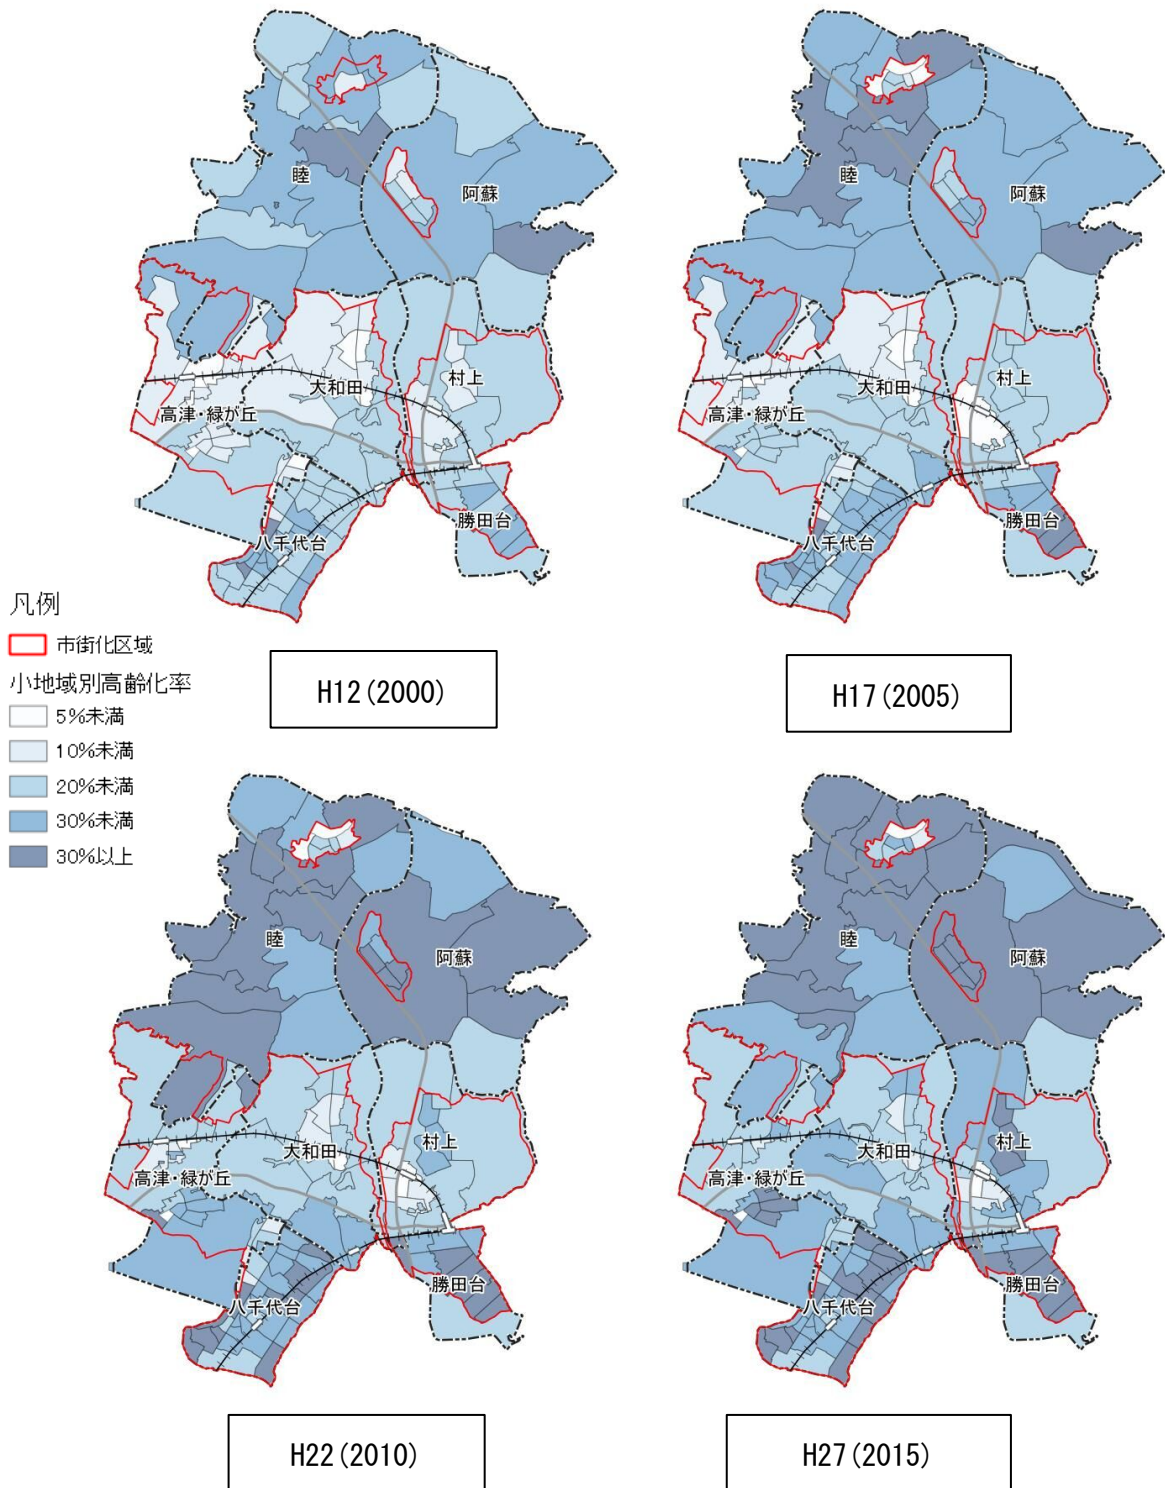 睦
阿蘇
大和田
村上
高津・緑が丘
勝田台
八千代台
睦
阿蘇
大和田
村上
高津・緑が丘
勝田台
八千代台
凡例
市街化区域
小地域別高齢化率
5%未満
10%未満
20%未満
30%未満
30%以上
H12(2000)
H17(2005)
睦
阿蘇
大和田
村上
高津・緑が丘
勝田台
八千代台
睦
阿蘇
大和田
村上
高津・緑が丘
勝田台
八千代台
H22(2010)
H27(2015)